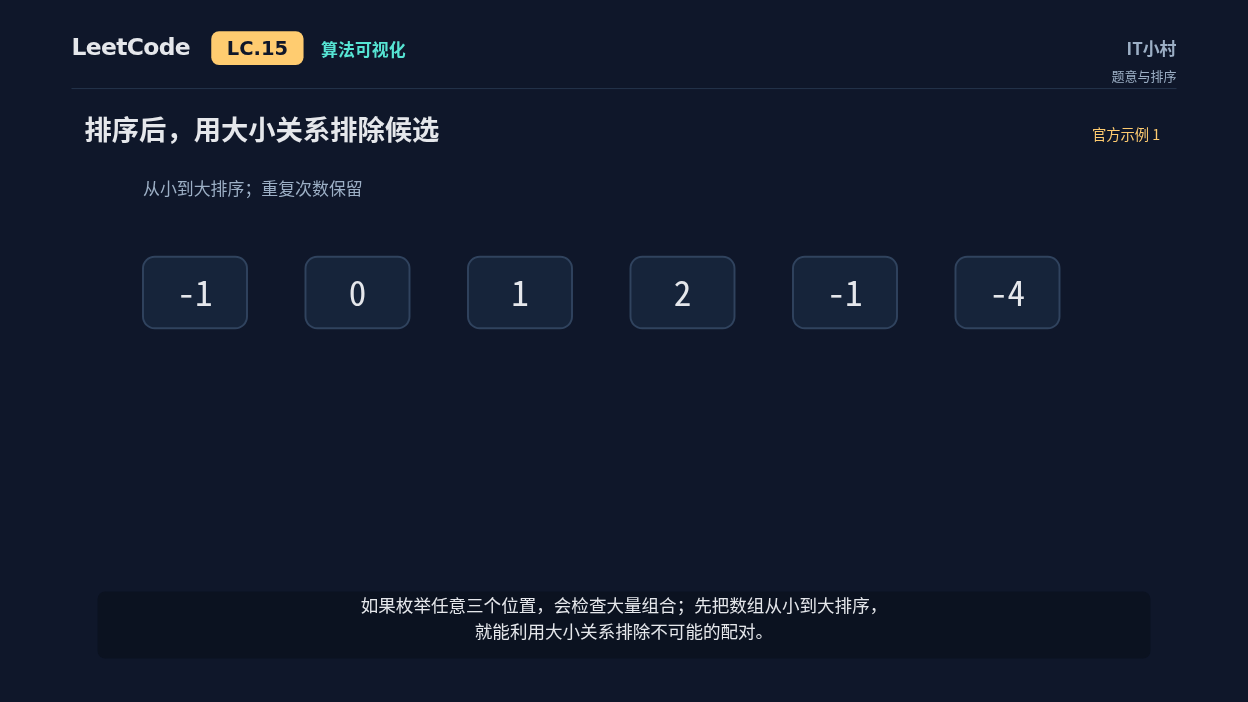 LeetCode LC.15 算法可视化
IT小村
题意与排序
排序后，用大小关系排除候选
官方示例 1
从小到大排序；重复次数保留
-1 0 1 2 -1 -4
如果枚举任意三个位置，会检查大量组合；先把数组从小到大排序，
就能利用大小关系排除不可能的配对。